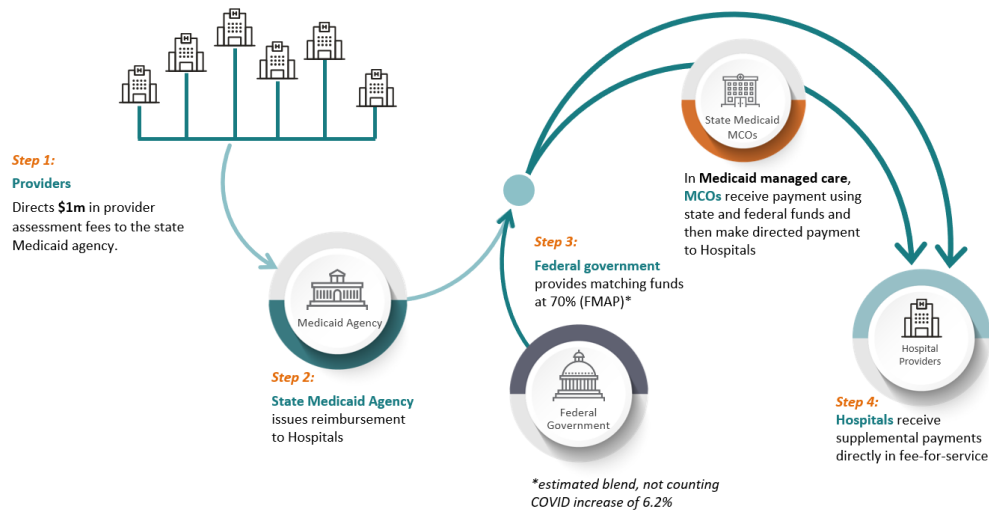 Step 1:
Providers
Directs $1m in provider
assessment fees to the state
Medicaid agency.
Medicaid Agency
Step 2:
State Medicaid Agency
issues reimbursement
to Hospitals
Step 3:
Federal government
provides matching funds
at 70% (FMAP)*
Federal
Government
*estimated blend, not counting
COVID increase of 6.2%
State Medicaid
MCOs
In Medicaid managed care,
MCOs receive payment using
state and federal funds and
then make directed payment
to Hospitals
Hospital
Providers
Step 4:
Hospitals receive
supplemental payments
directly in fee-for-service